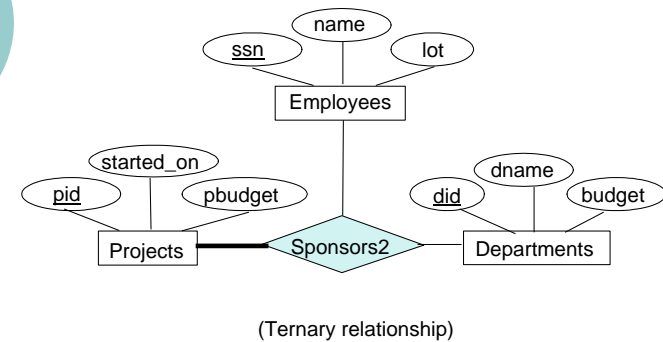 name
ssn
lot
Employees
started_on
dname
pid
pbudget
did
budget
Projects
Sponsors2
Departments
(Ternary relationship)